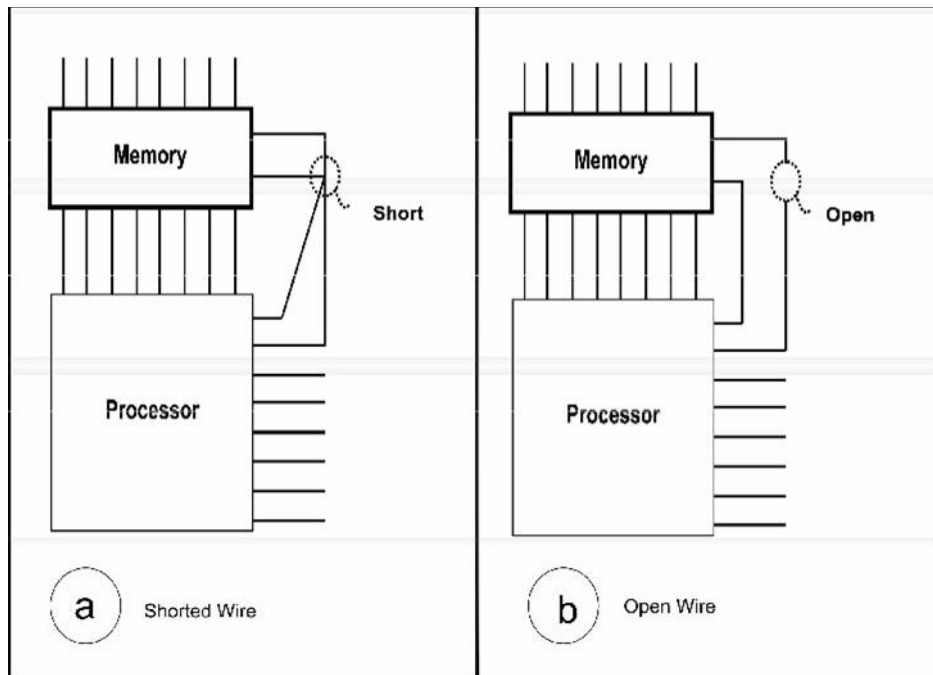 Memory
Short
Processor
a
Shorted Wire
Memory
Open
Processor
b
Open Wire